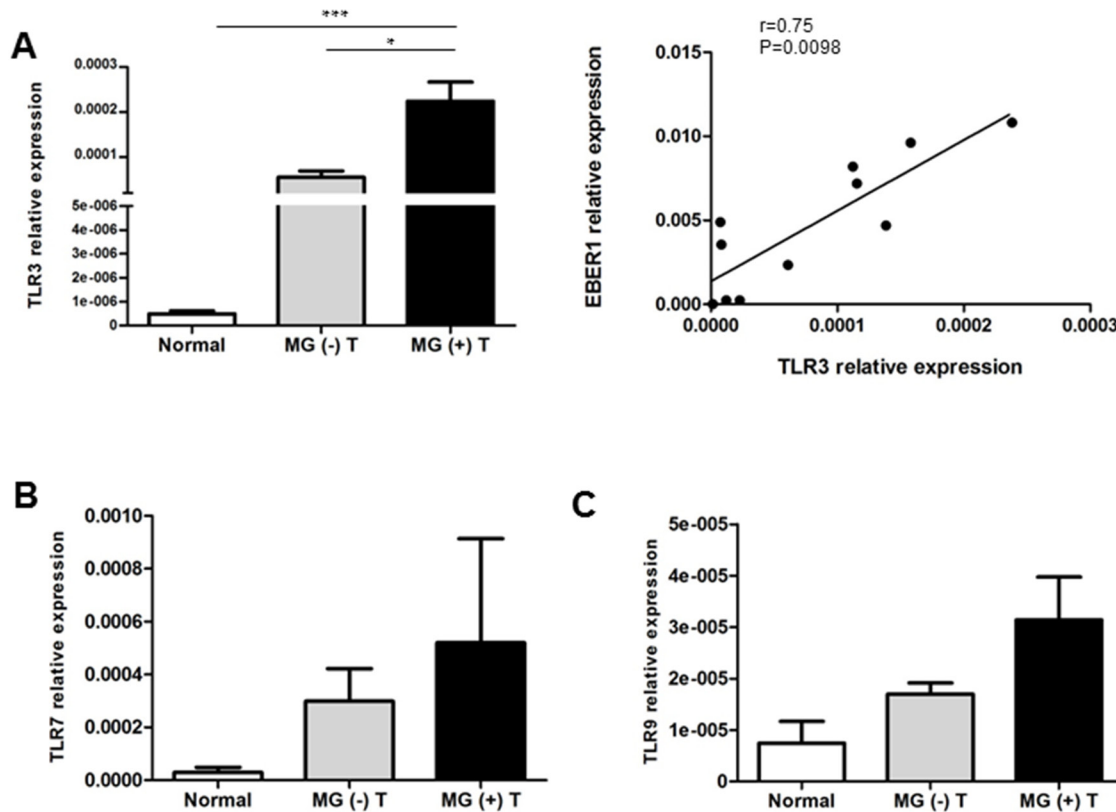 A
***
*
TLR3 relative expression
0.0003
0.0002
0.0001
5e-006
4e-006
3e-006
2e-006
1e-006
0
Normal MG (-) T MG (+) T
r=0.75
P=0.0098
EBER1 relative expression
0.015
0.010
0.005
0.000
0.0000 0.0001 0.0002 0.0003
TLR3 relative expression
B
TLR7 relative expression
0.0010
0.0008
0.0006
0.0004
0.0002
0.0000
Normal MG (-) T MG (+) T
C
TLR9 relative expression
5e-005
4e-005
3e-005
2e-005
1e-005
0
Normal MG (-) T MG (+) T